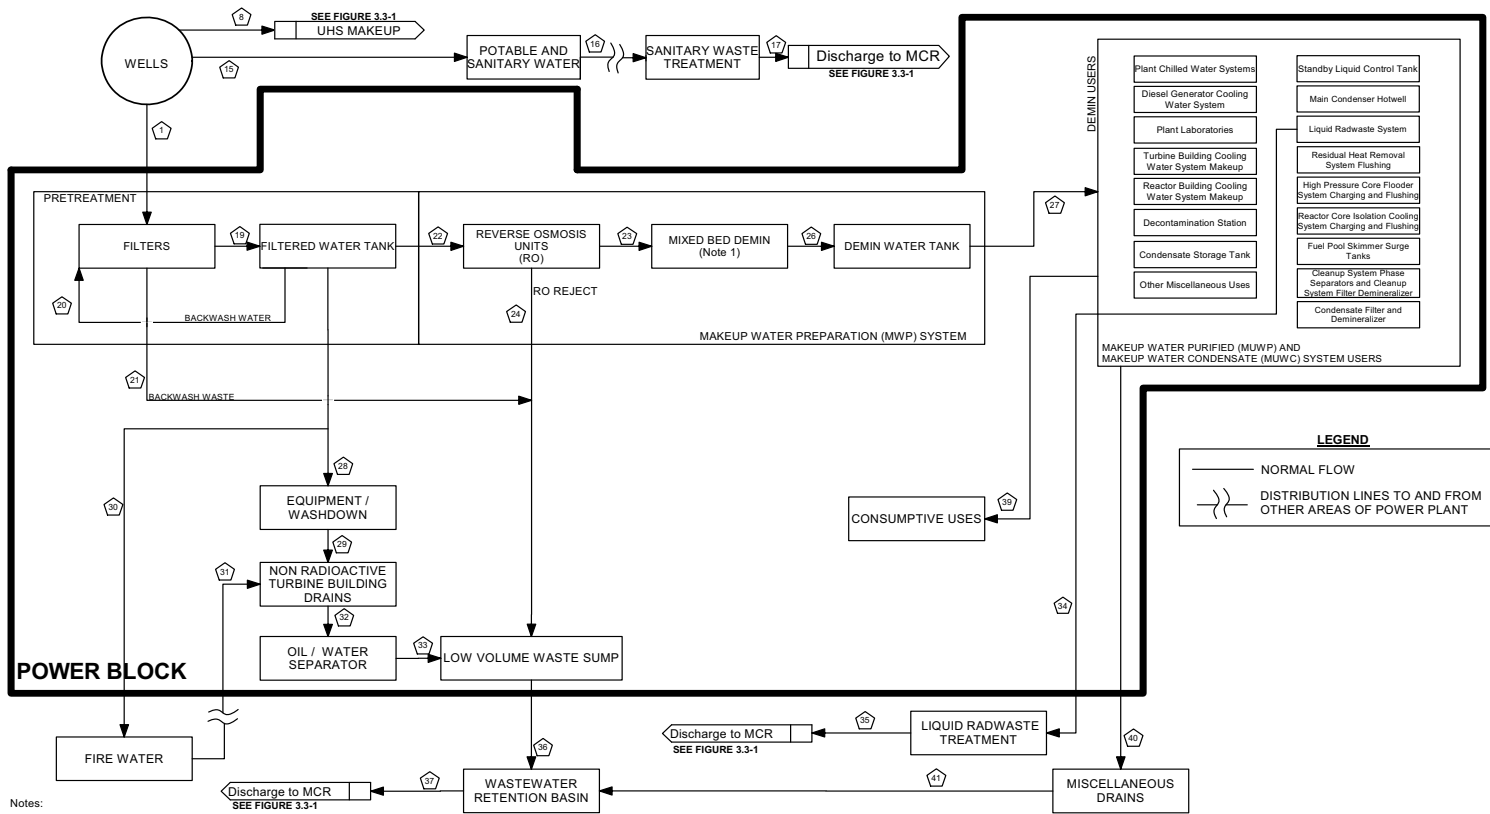 SEE FIGURE 3.3-1
8
UHS MAKEUP
WELLS
15
POTABLE AND
SANITARY WATER
16
SANITARY WASTE
TREATMENT
17
Discharge to MCR
SEE FIGURE 3.3-1
1
DEMIN USERS
Plant Chilled Water Systems
Diesel Generator Cooling
Water System
Plant Laboratories
Turbine Building Cooling
Water System Makeup
Reactor Building Cooling
Water System Makeup
Decontamination Station
Condensate Storage Tank
Other Miscellaneous Uses
Standby Liquid Control Tank
Main Condenser Hotwell
Liquid Radwaste System
Residual Heat Removal
System Flushing
High Pressure Core Flooder
System Charging and Flushing
Reactor Core Isolation Cooling
System Charging and Flushing
Fuel Pool Skimmer Surge
Tanks
Cleanup System Phase
Separators and Cleanup
System Filter Demineralizer
Condensate Filter and
Demineralizer
MAKEUP WATER PURIFIED (MUWP) AND
MAKEUP WATER CONDENSATE (MUWC) SYSTEM USERS
PRETREATMENT
FILTERS
19
FILTERED WATER TANK
22
REVERSE OSMOSIS
UNITS
(RO)
23
MIXED BED DEMIN
(Note 1)
26
DEMIN WATER TANK
27
20
BACKWASH WATER
24
RO REJECT
MAKEUP WATER PREPARATION (MWP) SYSTEM
21
BACKWASH WASTE
LEGEND
NORMAL FLOW
DISTRIBUTION LINES TO AND FROM
OTHER AREAS OF POWER PLANT
28
30
EQUIPMENT /
WASHDOWN
CONSUMPTIVE USES
39
29
31
NON RADIOACTIVE
TURBINE BUILDING
DRAINS
34
32
OIL / WATER
SEPARATOR
33
LOW VOLUME WASTE SUMP
POWER BLOCK
FIRE WATER
36
Discharge to MCR
SEE FIGURE 3.3-1
35
LIQUID RADWASTE
TREATMENT
40
Discharge to MCR
SEE FIGURE 3.3-1
37
WASTEWATER
RETENTION BASIN
41
MISCELLANEOUS
DRAINS
Notes: